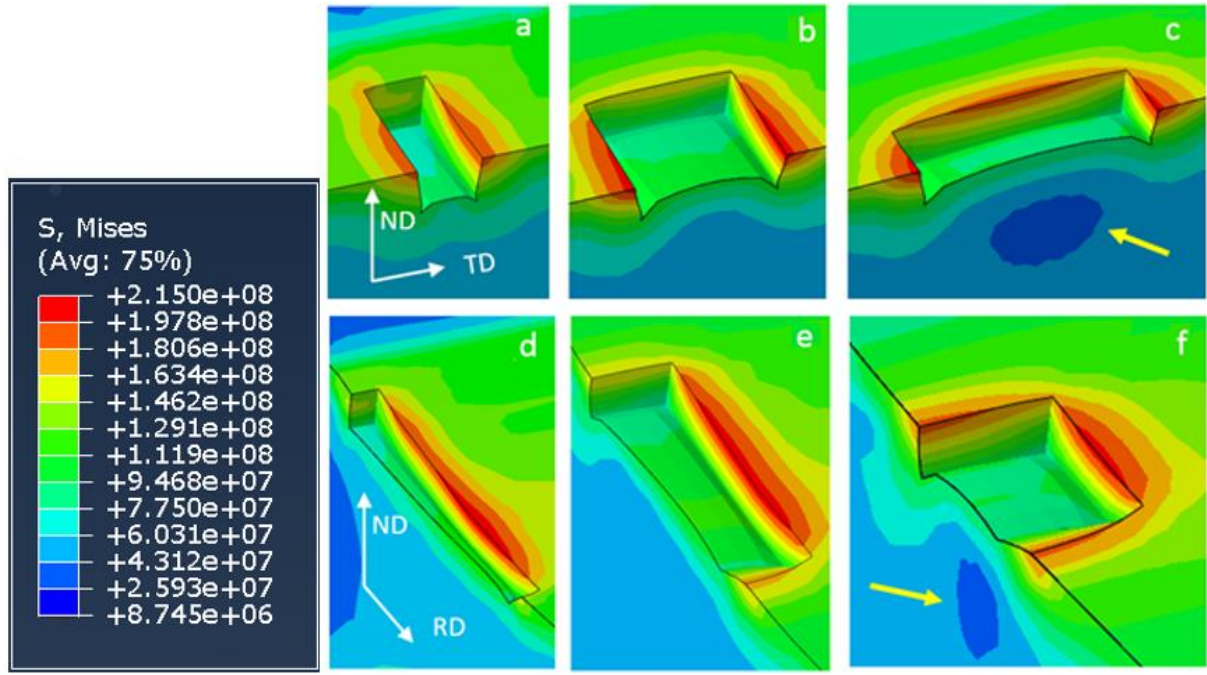 S, Mises
(Avg: 75%)
+2.150e+08
+1.978e+08
+1.806e+08
+1.634e+08
+1.462e+08
+1.291e+08
+1.119e+08
+9.468e+07
+7.750e+07
+6.031e+07
+4.312e+07
+2.593e+07
+8.745e+06
a
ND
TD
b
c
d
ND
RD
e
f